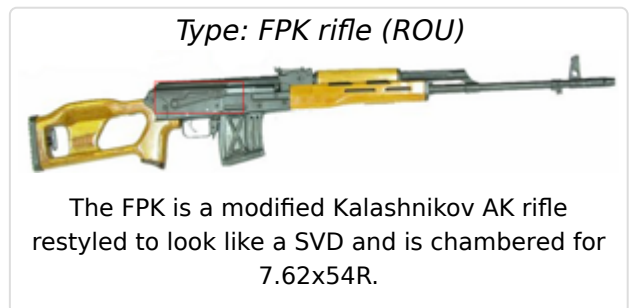 Type: FPK rifle (ROU)
The FPK is a modified Kalashnikov AK rifle
restyled to look like a SVD and is chambered for
7.62x54R.